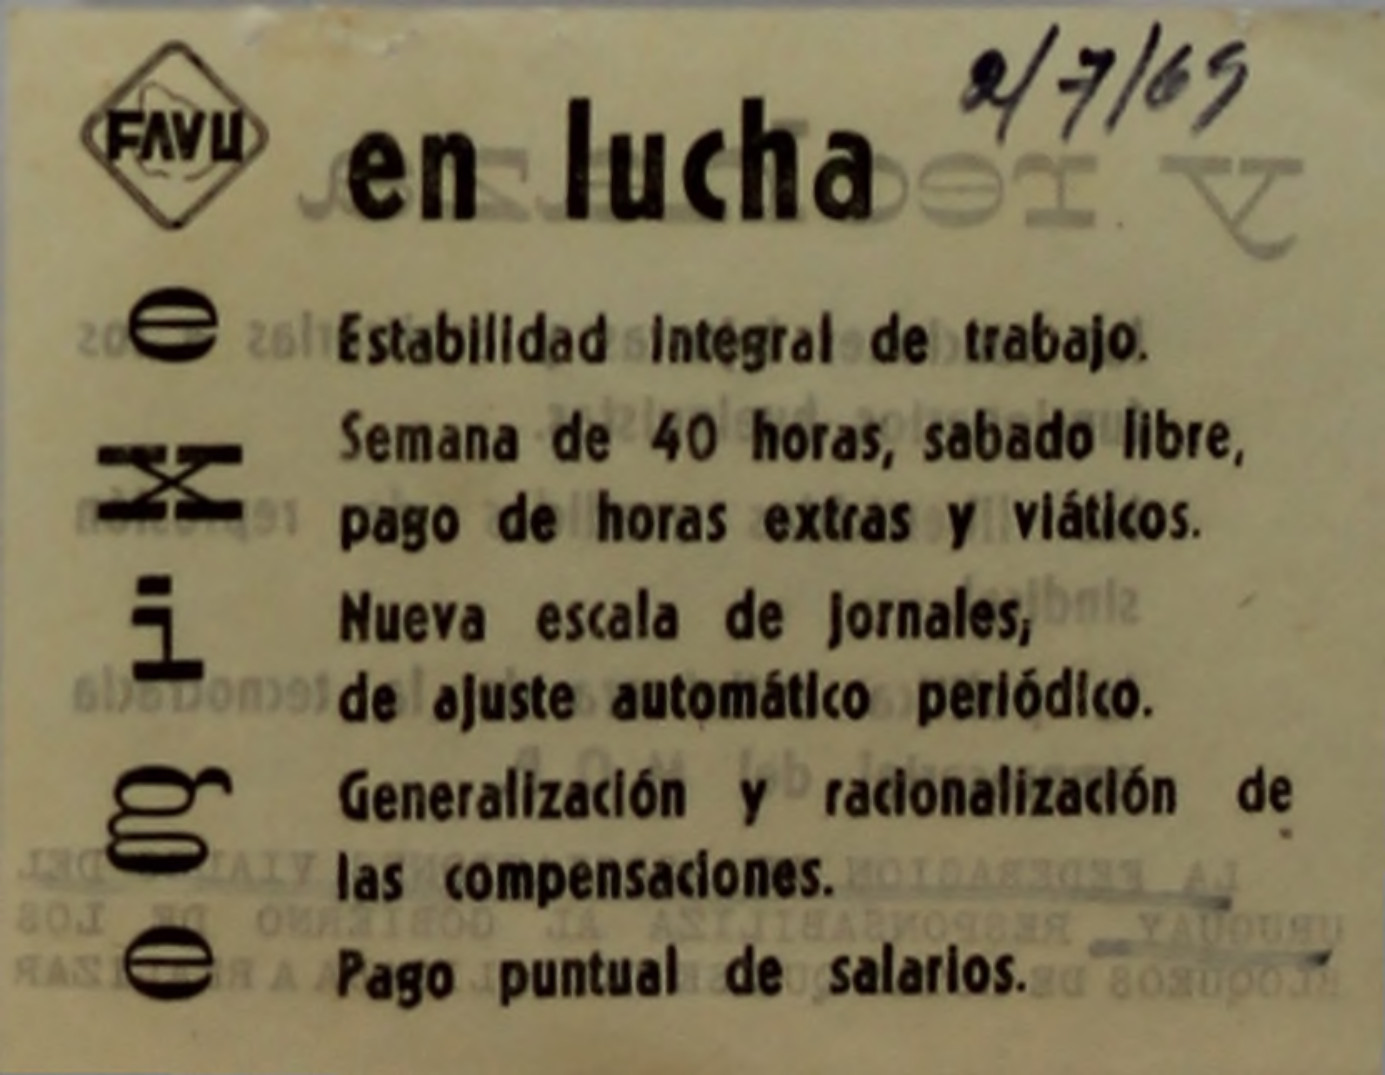 2/7/69
FAVU en lucha
exige
Estabilidad integral de trabajo.
Semana de 40 horas, sabado libre,
pago de horas extras y viáticos.
Nueva escala de jornales,
de ajuste automático periódico.
Generalización y racionalización de
las compensaciones.
Pago puntual de salarios.